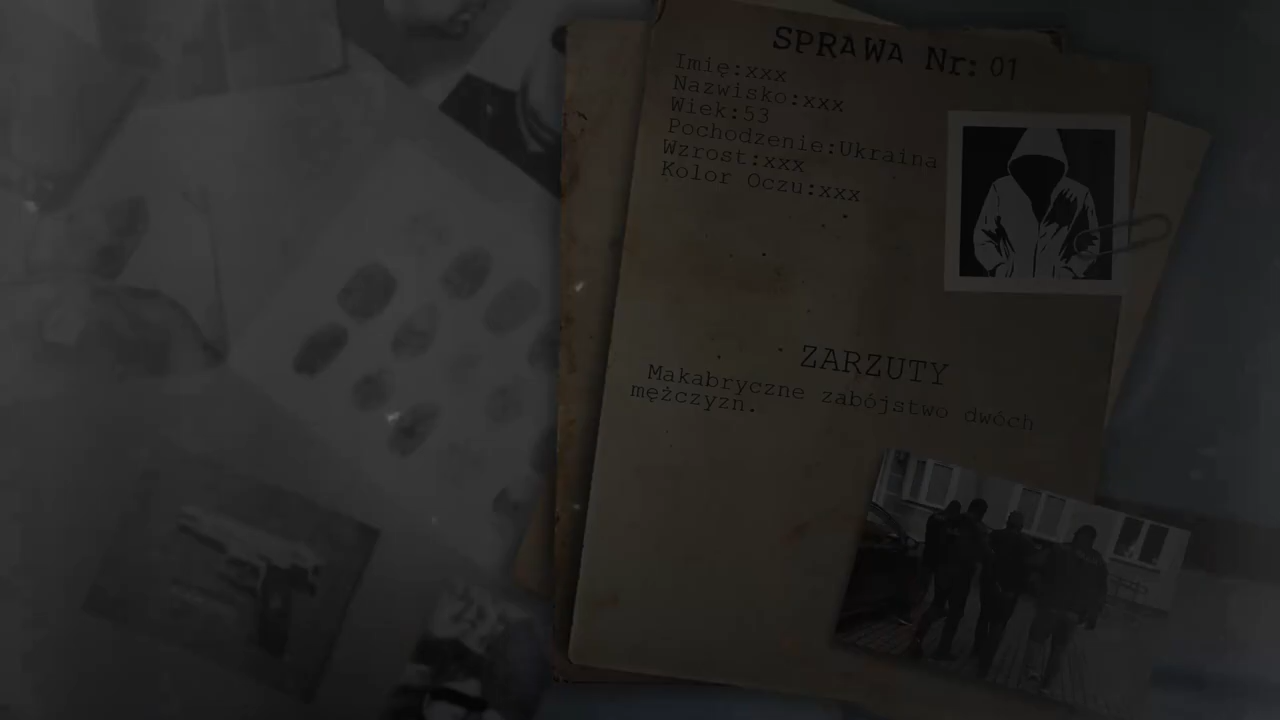 SPRAWA Nr: 01
Imię:xxx
Nazwisko:xxx
Wiek:53
Pochodzenie:Ukraina
Wzrost:xxx
Kolor Oczu:xxx
ZARZUTY
Makabryczne zabójstwo dwóch
mężczyzn.